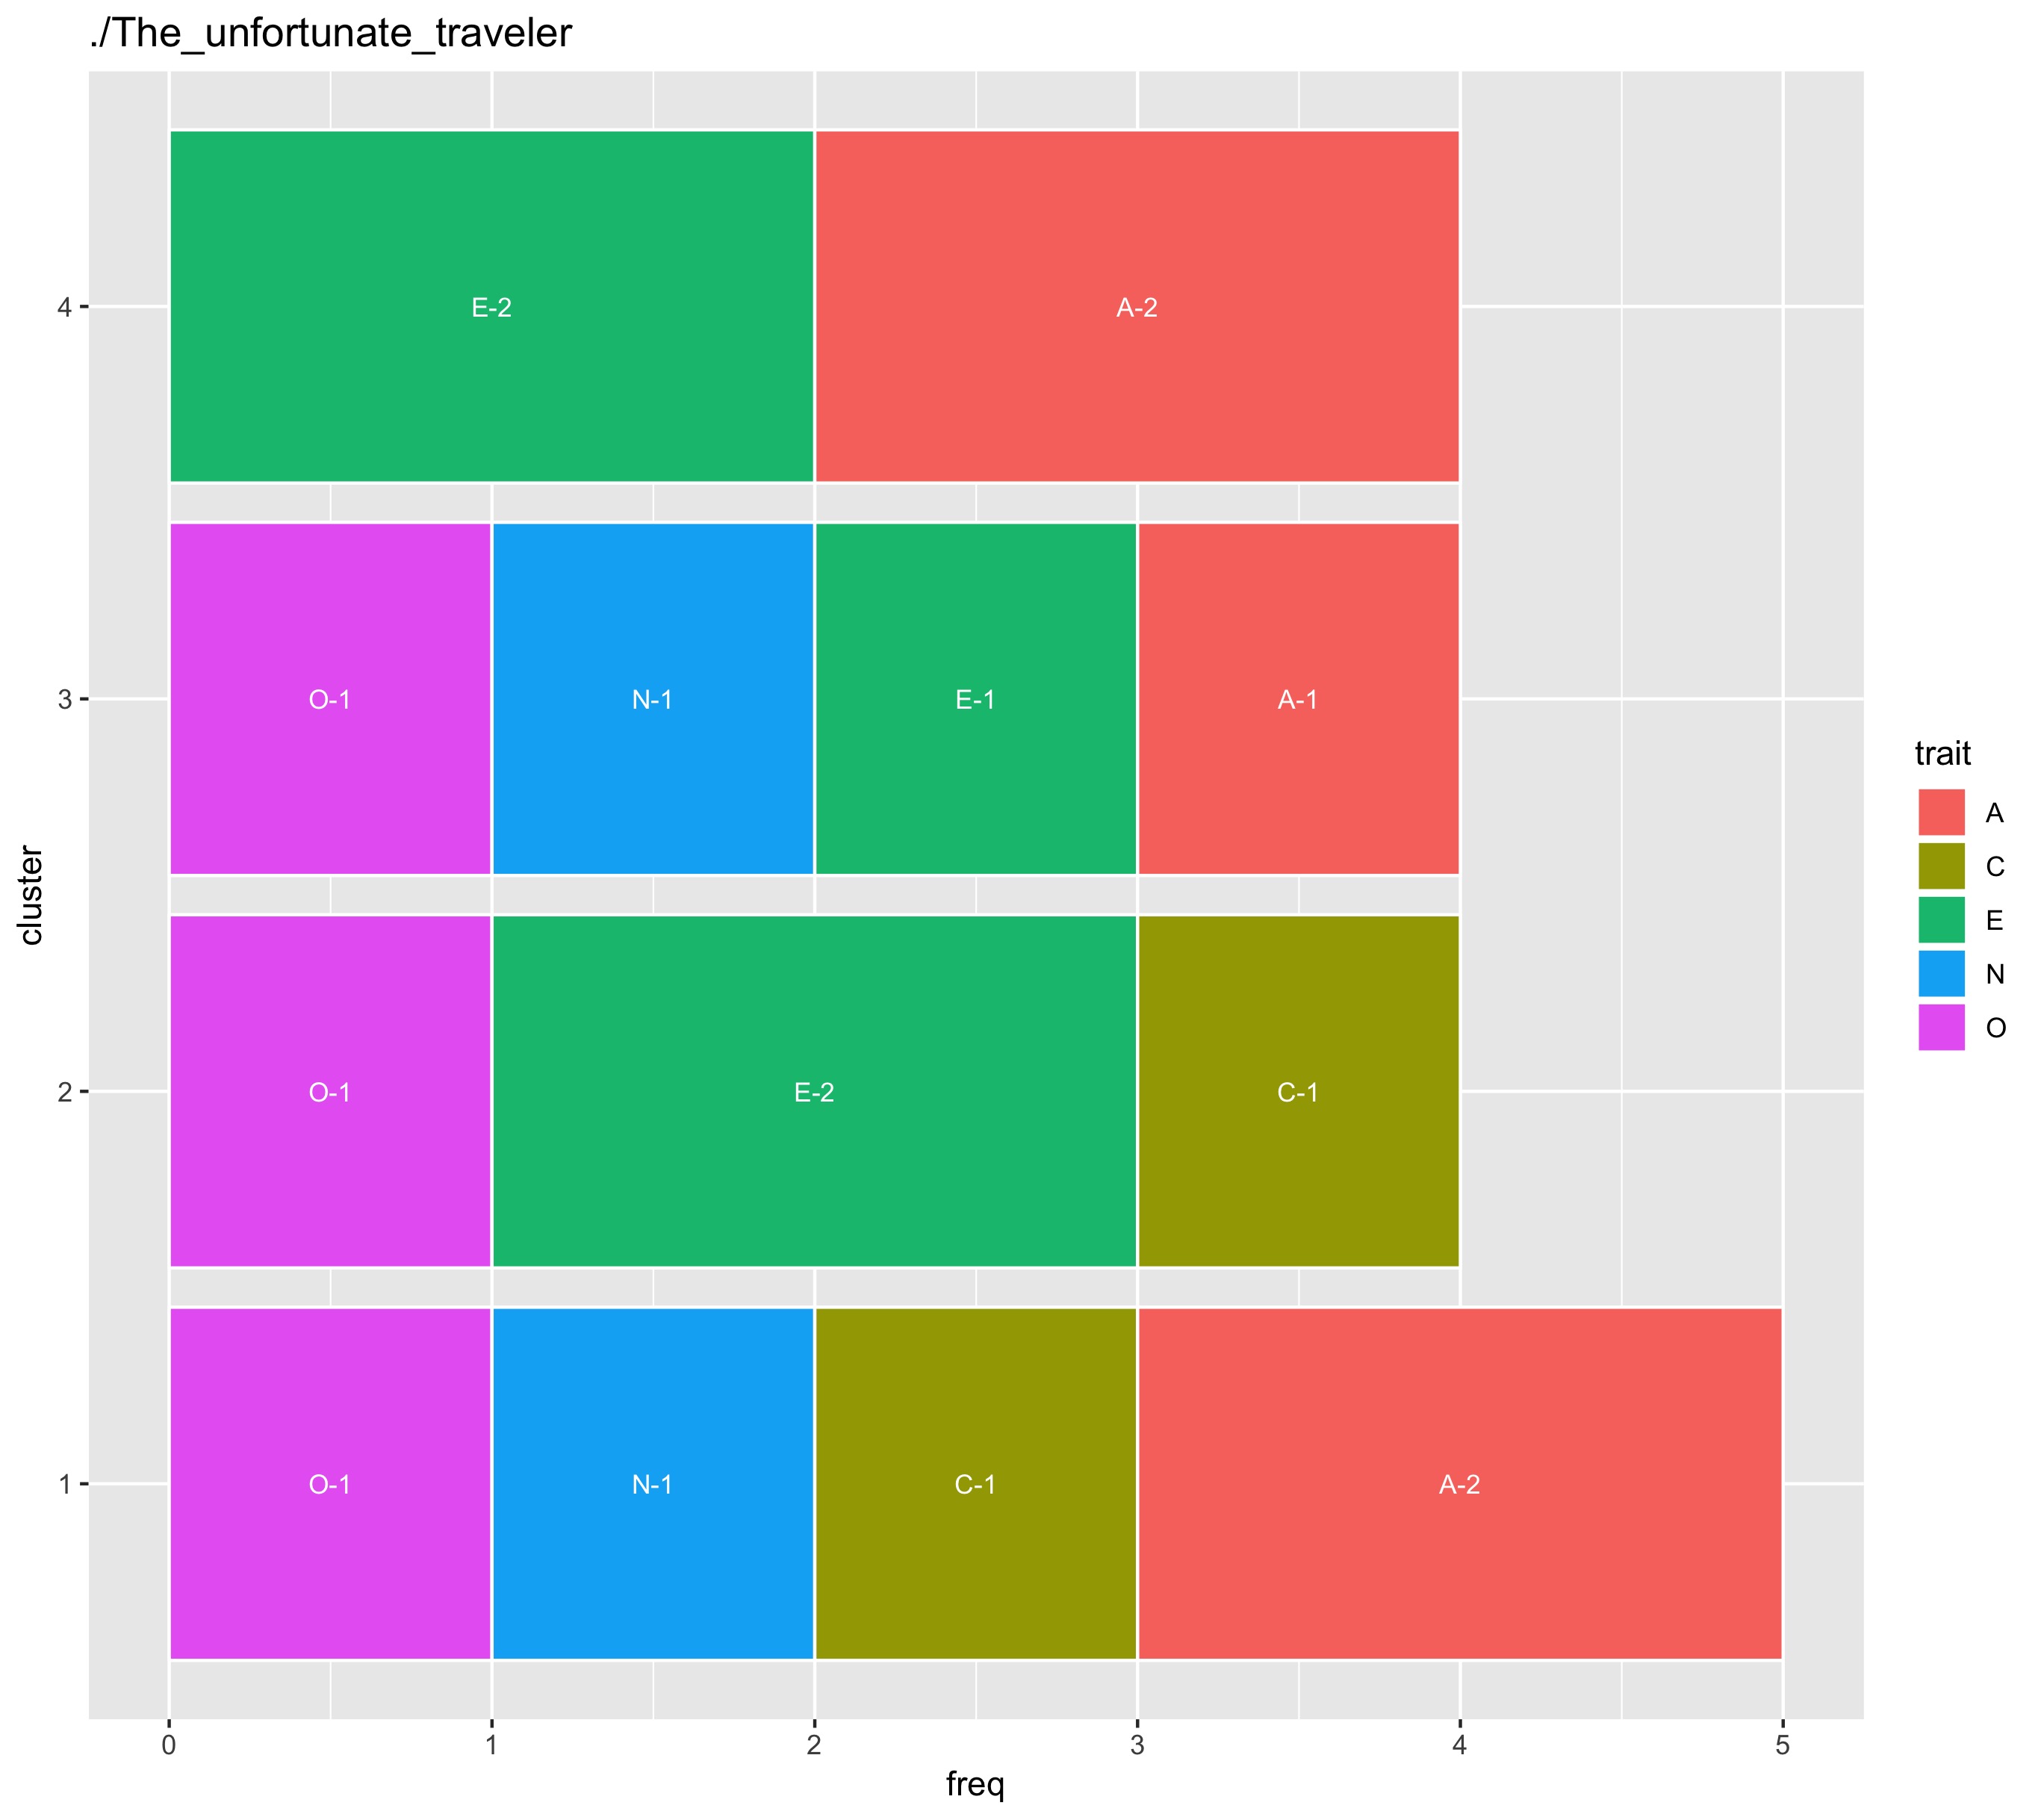 ./The_unfortunate_traveler
4
E-2 A-2
3
O-1 N-1 E-1 A-1
2
O-1 E-2 C-1
1
O-1 N-1 C-1 A-2
0 1 2 3 4 5
freq
cluster
trait
A
C
E
N
O